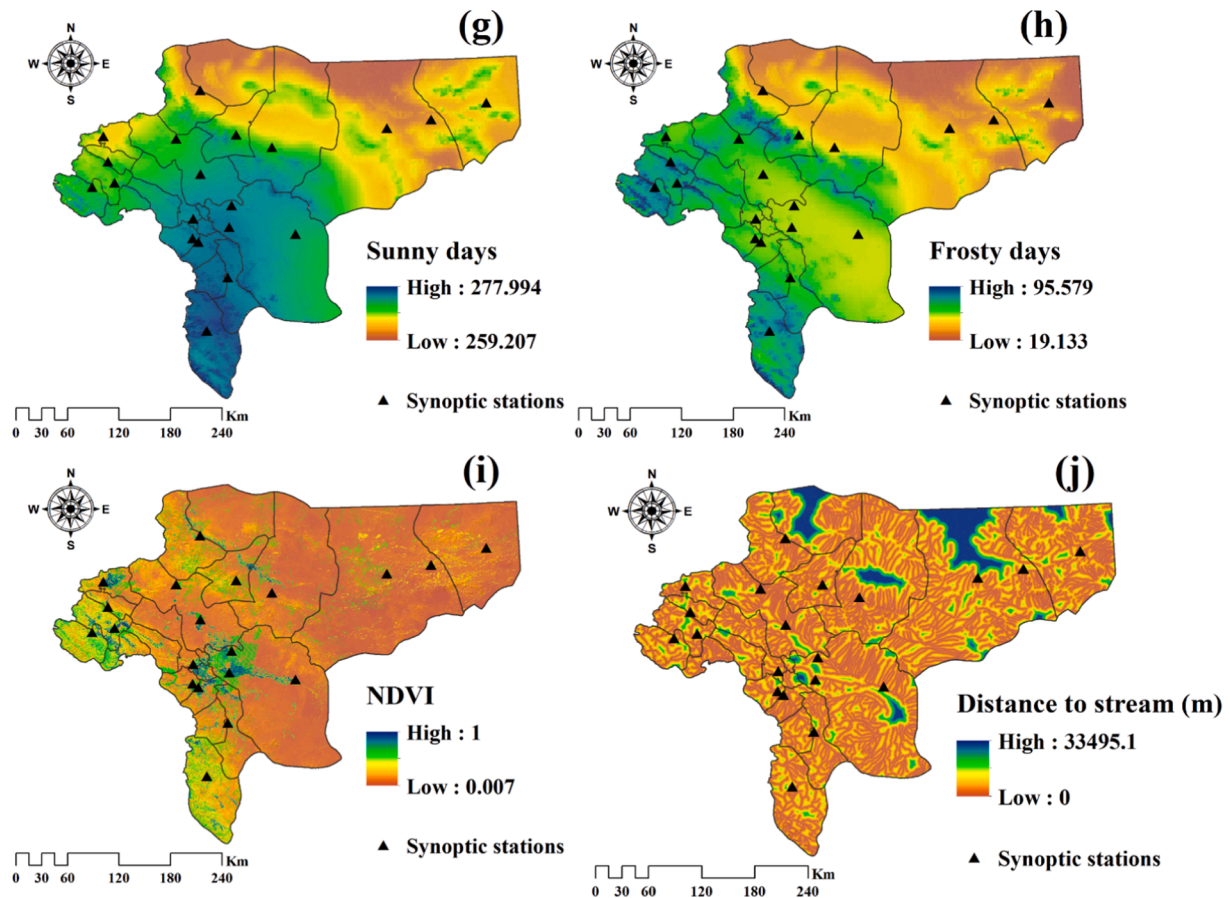 (g)
N
W E
S
Sunny days
High : 277.994
Low : 259.207
Synoptic stations
Km
0 30 60 120 180 240
(h)
N
W E
S
Frosty days
High : 95.579
Low : 19.133
Synoptic stations
Km
0 30 60 120 180 240
(i)
N
W E
S
NDVI
High : 1
Low : 0.007
Synoptic stations
Km
0 30 60 120 180 240
(j)
N
W E
S
Distance to stream (m)
High : 33495.1
Low : 0
Synoptic stations
Km
0 30 60 120 180 240